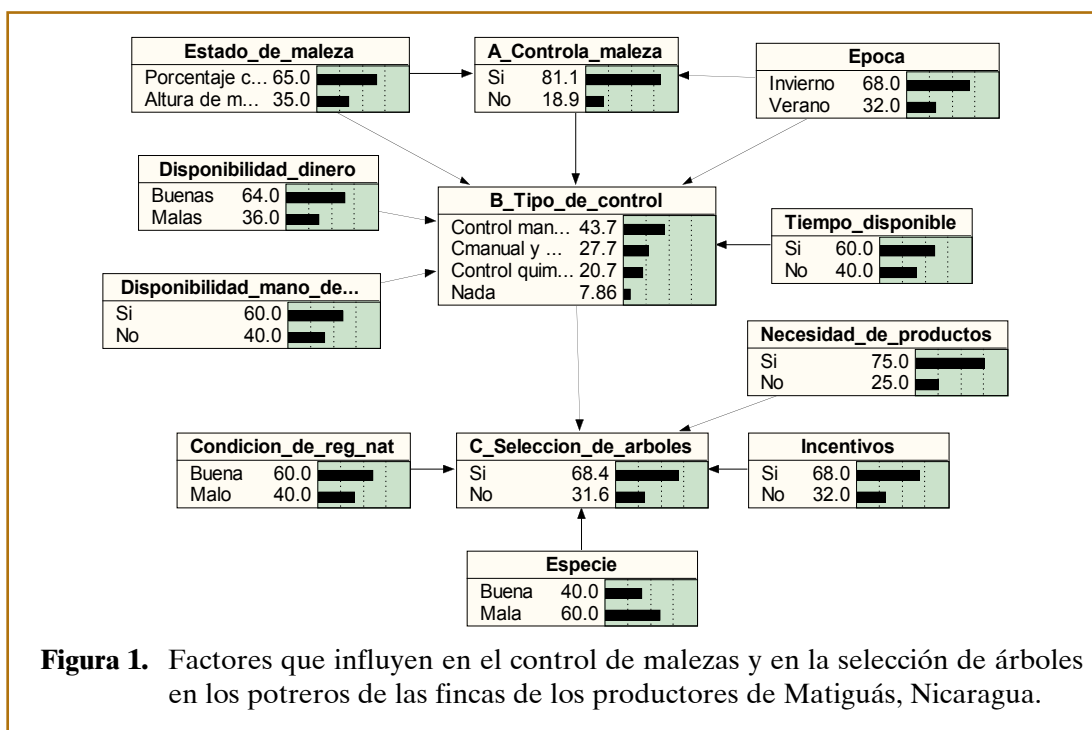 Estado_de_maleza
Porcentaje c... 65.0
Altura de m... 35.0
A_Controla_maleza
Si 81.1
No 18.9
Epoca
Invierno 68.0
Verano 32.0
Disponibilidad_dinero
Buenas 64.0
Malas 36.0
B_Tipo_de_control
Control man... 43.7
Cmanual y ... 27.7
Control quim... 20.7
Nada 7.86
Tiempo_disponible
Si 60.0
No 40.0
Disponibilidad_mano_de...
Si 60.0
No 40.0
Necesidad_de_productos
Si 75.0
No 25.0
Condicion_de_reg_nat
Buena 60.0
Malo 40.0
C_Seleccion_de_arboles
Si 68.4
No 31.6
Incentivos
Si 68.0
No 32.0
Especie
Buena 40.0
Mala 60.0
Figura 1. Factores que influyen en el control de malezas y en la selección de árboles
en los potreros de las fincas de los productores de Matiguás, Nicaragua.